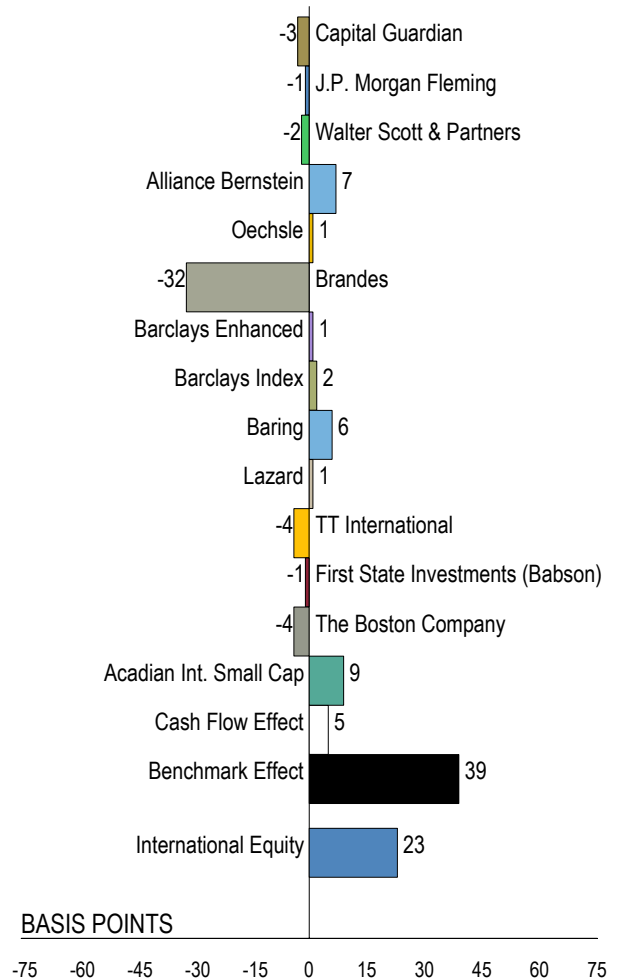 -3 Capital Guardian
-1 J.P. Morgan Fleming
-2 Walter Scott & Partners
Alliance Bernstein 7
Oechsle 1
-32 Brandes
Barclays Enhanced 1
Barclays Index 2
Baring 6
Lazard 1
-4 TT International
-1 First State Investments (Babson)
-4 The Boston Company
Acadian Int. Small Cap 9
Cash Flow Effect 5
Benchmark Effect 39
International Equity 23
BASIS POINTS
-75 -60 -45 -30 -15 0 15 30 45 60 75